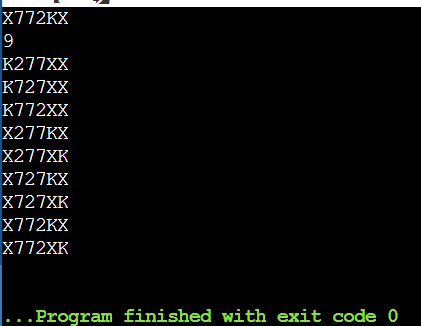 X772KX
9
K277XX
K727XX
K772XX
X277KX
X277XK
X727KX
X727XK
X772KX
X772XK
...Program finished with exit code 0